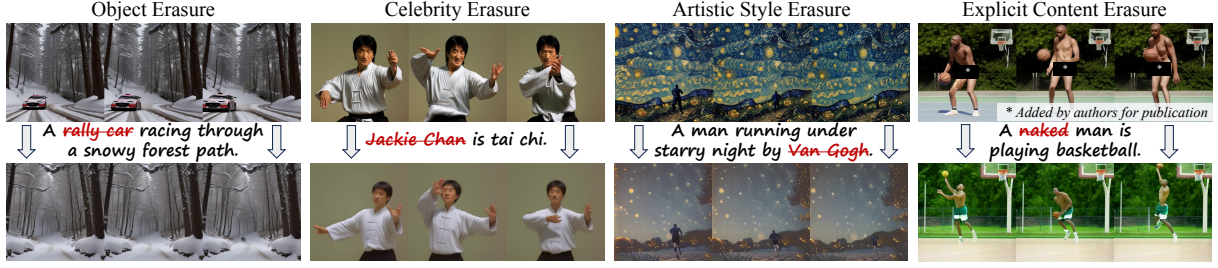 Object Erasure
Celebrity Erasure
Artistic Style Erasure
Explicit Content Erasure
* Added by authors for publication
A rally car racing through
a snowy forest path.
Jackie Chan is tai chi.
A man running under
starry night by Van Gogh.
A naked man is
playing basketball.